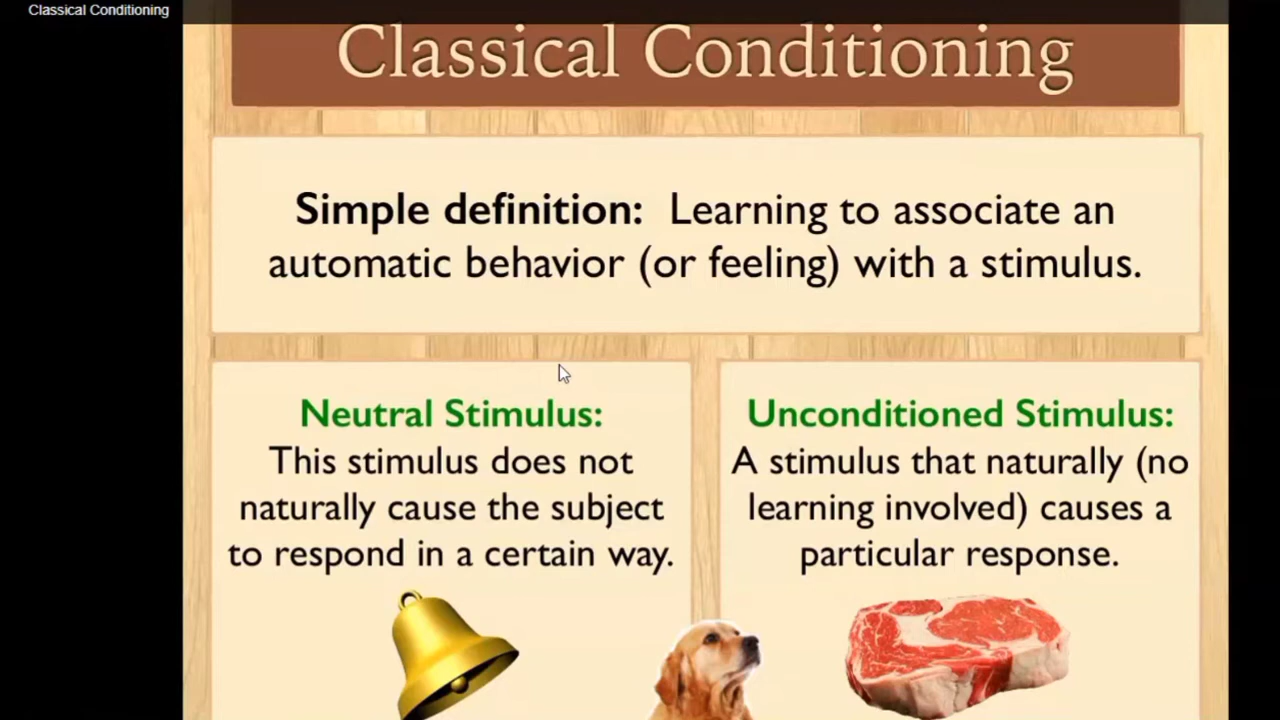 Classical Conditioning
Classical Conditioning
Simple definition: Learning to associate an
automatic behavior (or feeling) with a stimulus.
Neutral Stimulus:
This stimulus does not
naturally cause the subject
to respond in a certain way.
Unconditioned Stimulus:
A stimulus that naturally (no
learning involved) causes a
particular response.